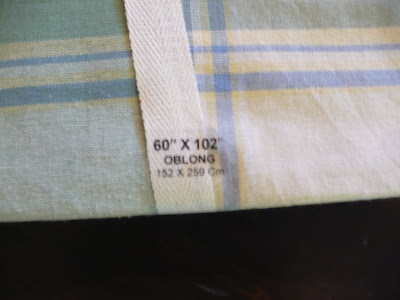 60" X 102"
OBLONG
152 X 259 Cm